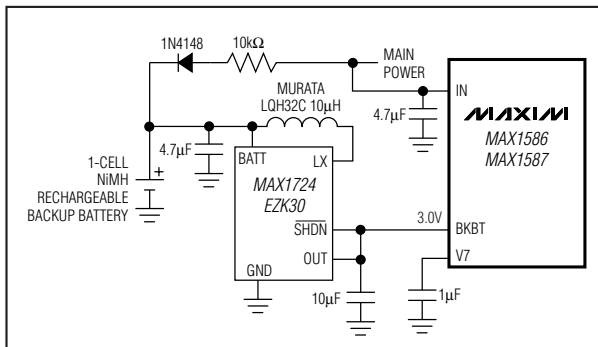 1N4148
10kΩ
MAIN
POWER
MURATA
LQH32C 10µH
IN
MAXIM
MAX1586
MAX1587
4.7µF
4.7µF
BATT
LX
1-CELL
NiMH
RECHARGEABLE
BACKUP BATTERY
+
MAX1724
EZK30
SHDN
3.0V
BKBT
OUT
V7
GND
10µF
1µF